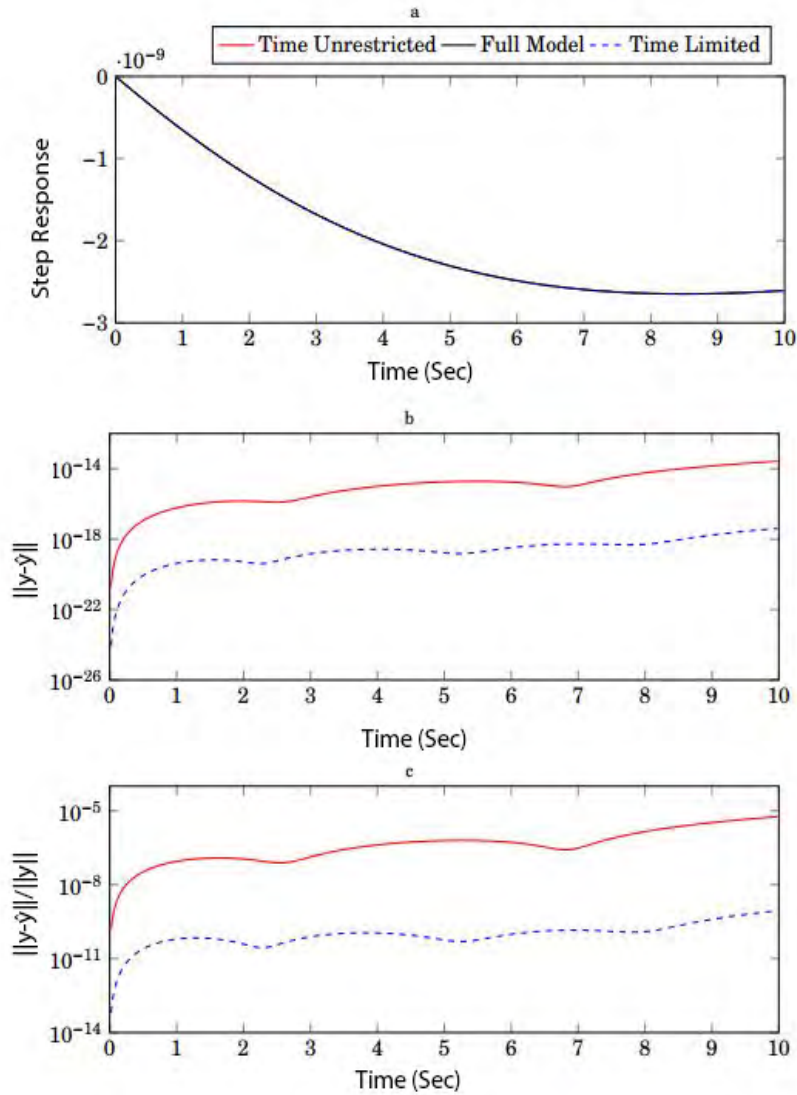 a
Time Unrestricted Full Model Time Limited
·10⁻⁹
0
−1
−2
−3
Step Response
0 1 2 3 4 5 6 7 8 9 10
Time (Sec)
b
10⁻¹⁴
10⁻¹⁸
10⁻²²
10⁻²⁶
||y-ŷ||
0 1 2 3 4 5 6 7 8 9 10
Time (Sec)
c
10⁻⁵
10⁻⁸
10⁻¹¹
10⁻¹⁴
||y-ŷ||/||y||
0 1 2 3 4 5 6 7 8 9 10
Time (Sec)